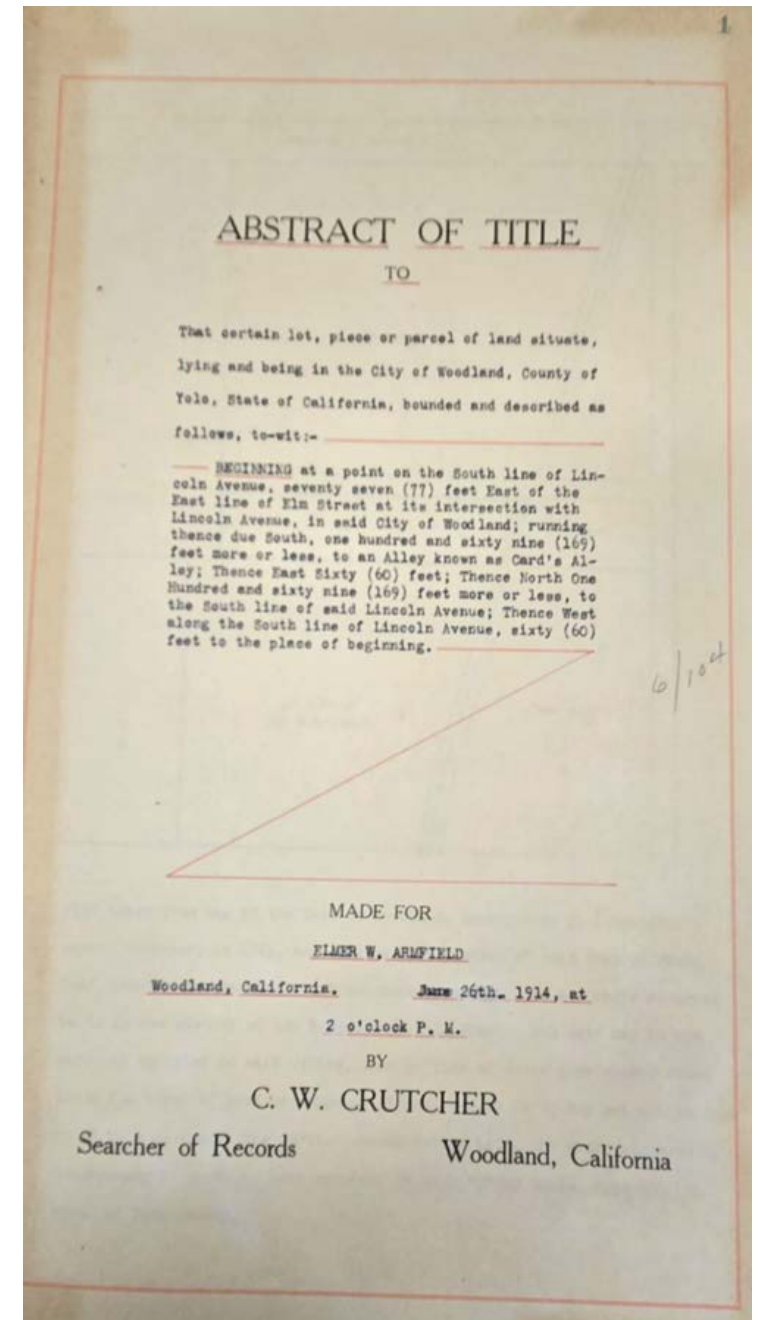 1
ABSTRACT OF TITLE
TO
That certain lot, piece or parcel of land situate,
lying and being in the City of Woodland, County of
Yolo, State of California, bounded and described as
follows, to-wit:-
BEGINNING at a point on the South line of Lin-
coln Avenue, seventy seven (77) feet East of the
East line of Elm Street at its intersection with
Lincoln Avenue, in said City of Woodland; running
thence due South, one hundred and sixty nine (169)
feet more or less, to an Alley known as Card's Al-
ley; Thence East Sixty (60) feet; Thence North One
Hundred and sixty nine (169) feet more or less, to
the South line of said Lincoln Avenue; Thence West
along the South line of Lincoln Avenue, sixty (60)
feet to the place of beginning.
MADE FOR
ELMER W. ARMFIELD
Woodland, California. June 26th. 1914, at
2 o'clock P. M.
BY
C. W. CRUTCHER
Searcher of Records Woodland, California